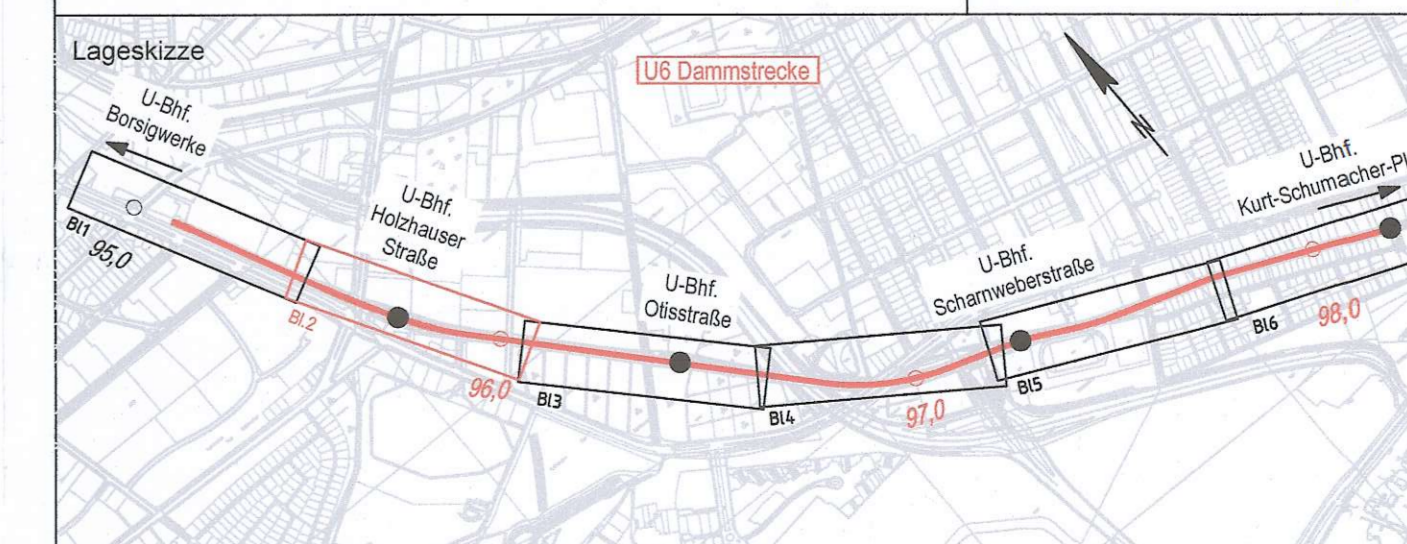 Lageskizze
U6 Dammstrecke
U-Bhf.
Borsigwerke
U-Bhf.
Holzhauser
Straße
U-Bhf.
Otisstraße
U-Bhf.
Scharnweberstraße
U-Bhf.
Kurt-Schumacher-Pl
N
Bl1
95,0
Bl.2
96,0
Bl3
Bl4
97,0
Bl5
Bl6
98,0